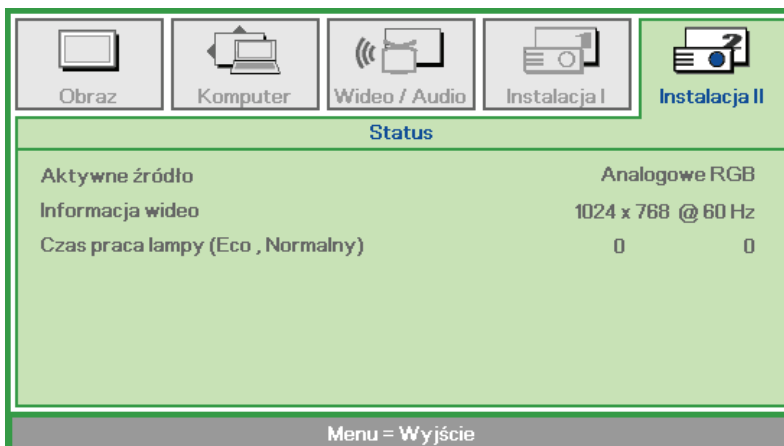 Obraz
Komputer
Wideo / Audio
Instalacja I
Instalacja II
Status
Aktywne źródło Analogowe RGB
Informacja wideo 1024 x 768 @ 60 Hz
Czas praca lampy (Eco , Normalny) 0 0
Menu = Wyjście